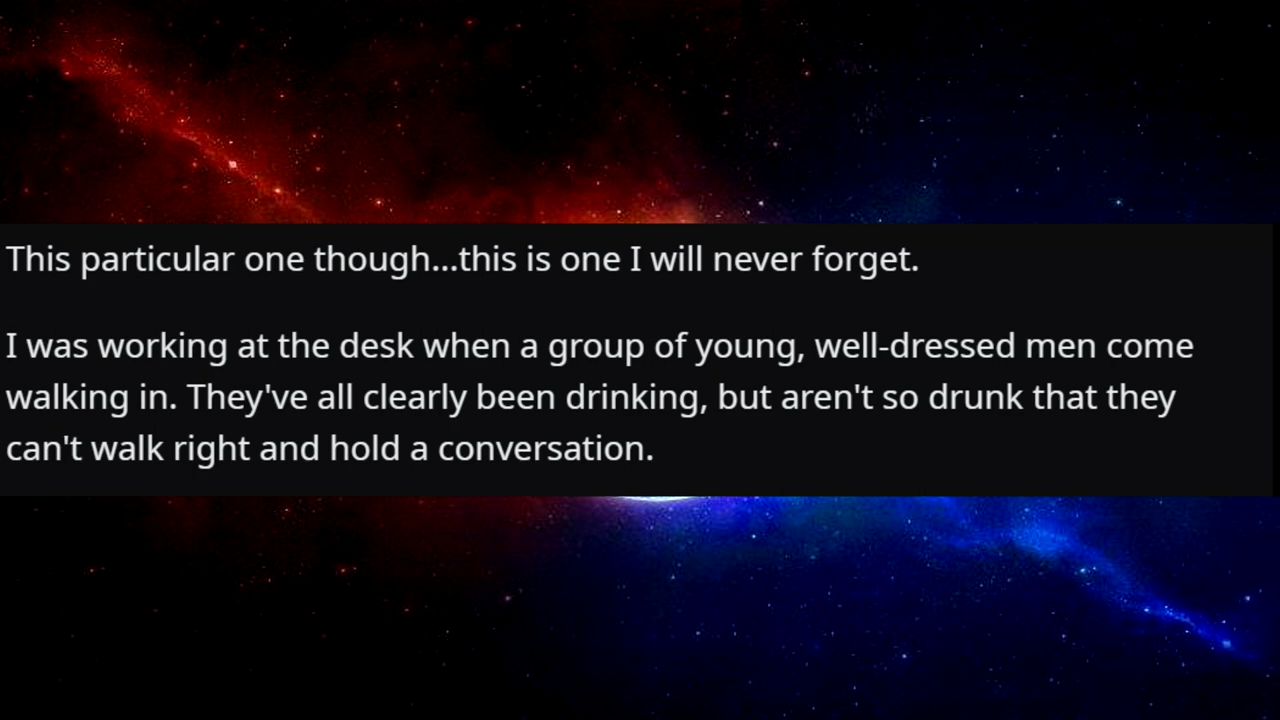 This particular one though...this is one I will never forget.
I was working at the desk when a group of young, well-dressed men come
walking in. They've all clearly been drinking, but aren't so drunk that they
can't walk right and hold a conversation.